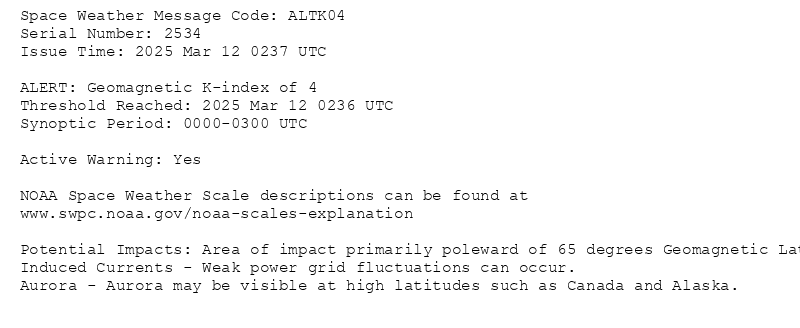 Space Weather Message Code: ALTK04
Serial Number: 2534
Issue Time: 2025 Mar 12 0237 UTC
ALERT: Geomagnetic K-index of 4
Threshold Reached: 2025 Mar 12 0236 UTC
Synoptic Period: 0000-0300 UTC
Active Warning: Yes
NOAA Space Weather Scale descriptions can be found at
www.swpc.noaa.gov/noaa-scales-explanation
Potential Impacts: Area of impact primarily poleward of 65 degrees Geomagnetic
Induced Currents - Weak power grid fluctuations can occur.
Aurora - Aurora may be visible at high latitudes such as Canada and Alaska.